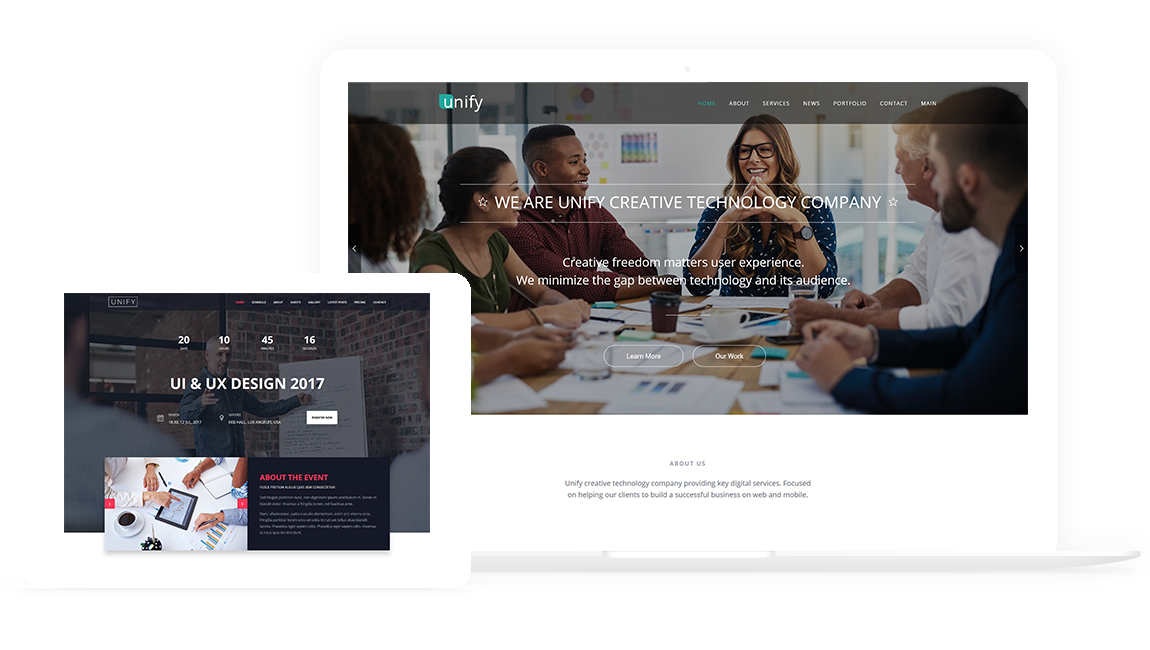 unify
HOME ABOUT SERVICES NEWS PORTFOLIO CONTACT MAIN
WE ARE UNIFY CREATIVE TECHNOLOGY COMPANY
Creative freedom matters user experience.
We minimize the gap between technology and its audience.
Learn More Our Work
ABOUT US
Unify creative technology company providing key digital services. Focused
on helping our clients to build a successful business on web and mobile.
UNIFY
HOME SCHEDULE ABOUT GUESTS GALLERY LATEST POSTS PRICING CONTACT
20 10 45 16
DAYS HOURS MINUTES SECONDS
UI & UX DESIGN 2017
18:30, 12 JUL, 2017 RED HALL, LOS ANGELES, USA
REGISTER NOW
ABOUT THE EVENT
FUSCE PRETIUM AUGUE QUIS SEM CONSECTETUR